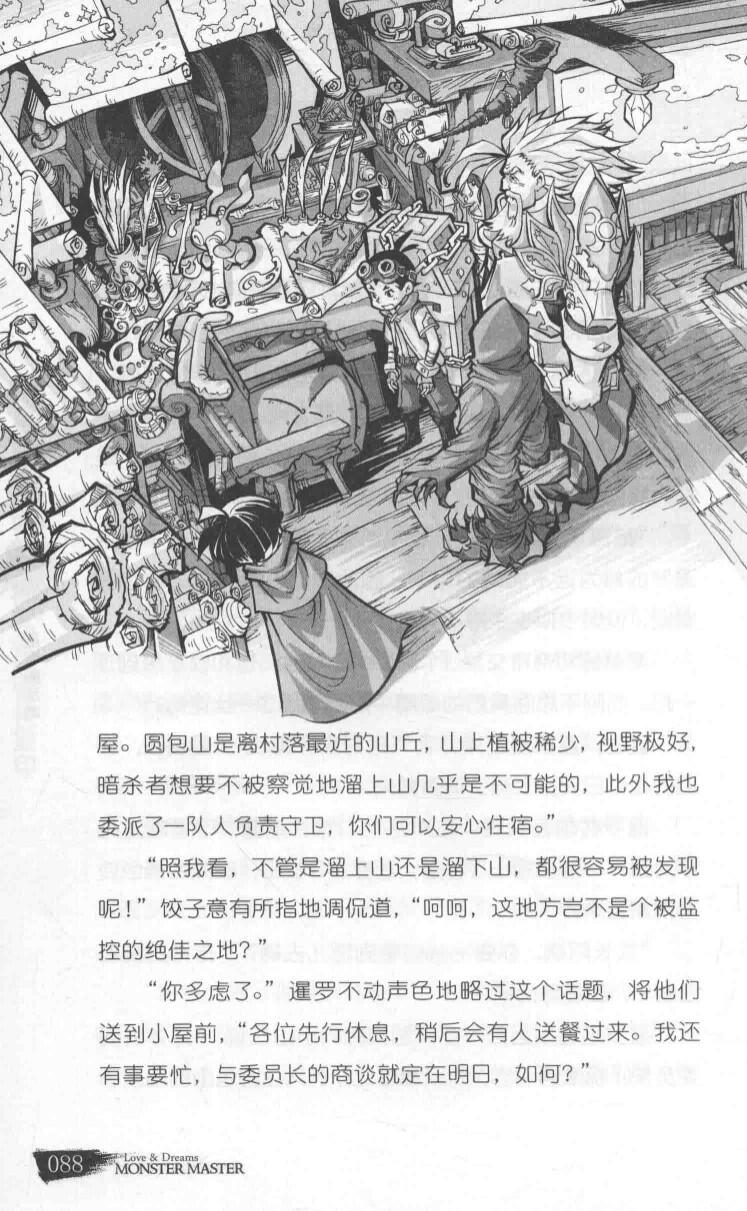 屋。圆包山是离村落最近的山丘，山上植被稀少，视野极好，
暗杀者想要不被察觉地溜上山几乎是不可能的，此外我也
委派了一队人负责守卫，你们可以安心住宿。”
“照我看，不管是溜上山还是溜下山，都很容易被发现
呢！”饺子意有所指地调侃道，“呵呵，这地方岂不是个被监
控的绝佳之地？”
“你多虑了。”暹罗不动声色地略过这个话题，将他们
送到小屋前，“各位先行休息，稍后会有人送餐过来。我还
有事要忙，与委员长的商谈就定在明日，如何？”
088
Love & Dreams
MONSTER MASTER